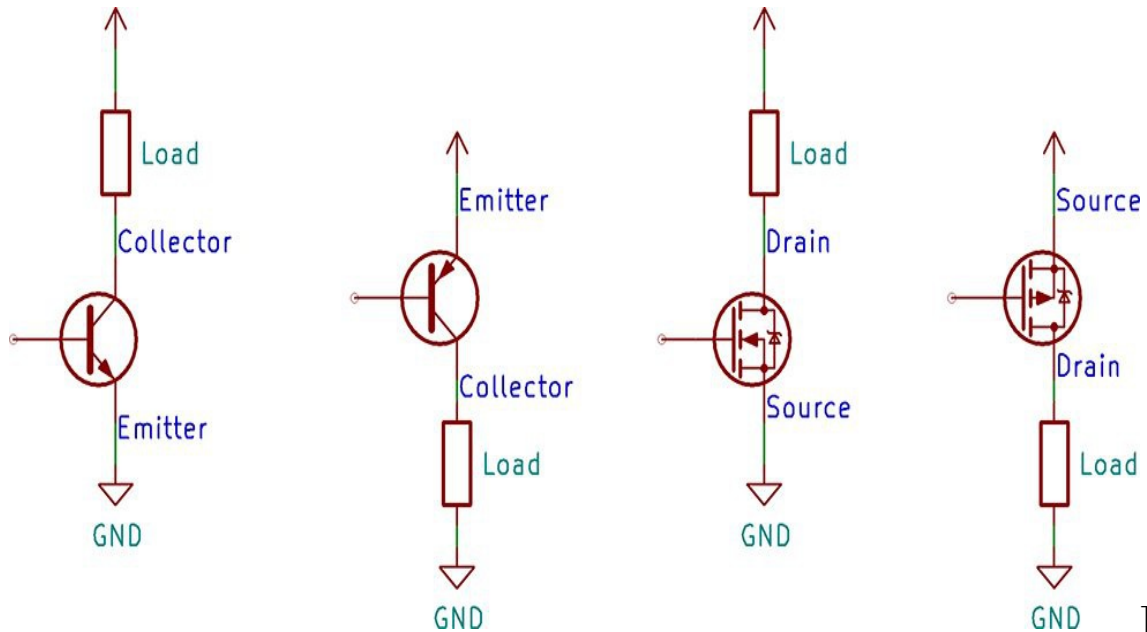 Load
Collector
Emitter
GND
Emitter
Collector
Load
GND
Load
Drain
Source
GND
Source
Drain
Load
GND